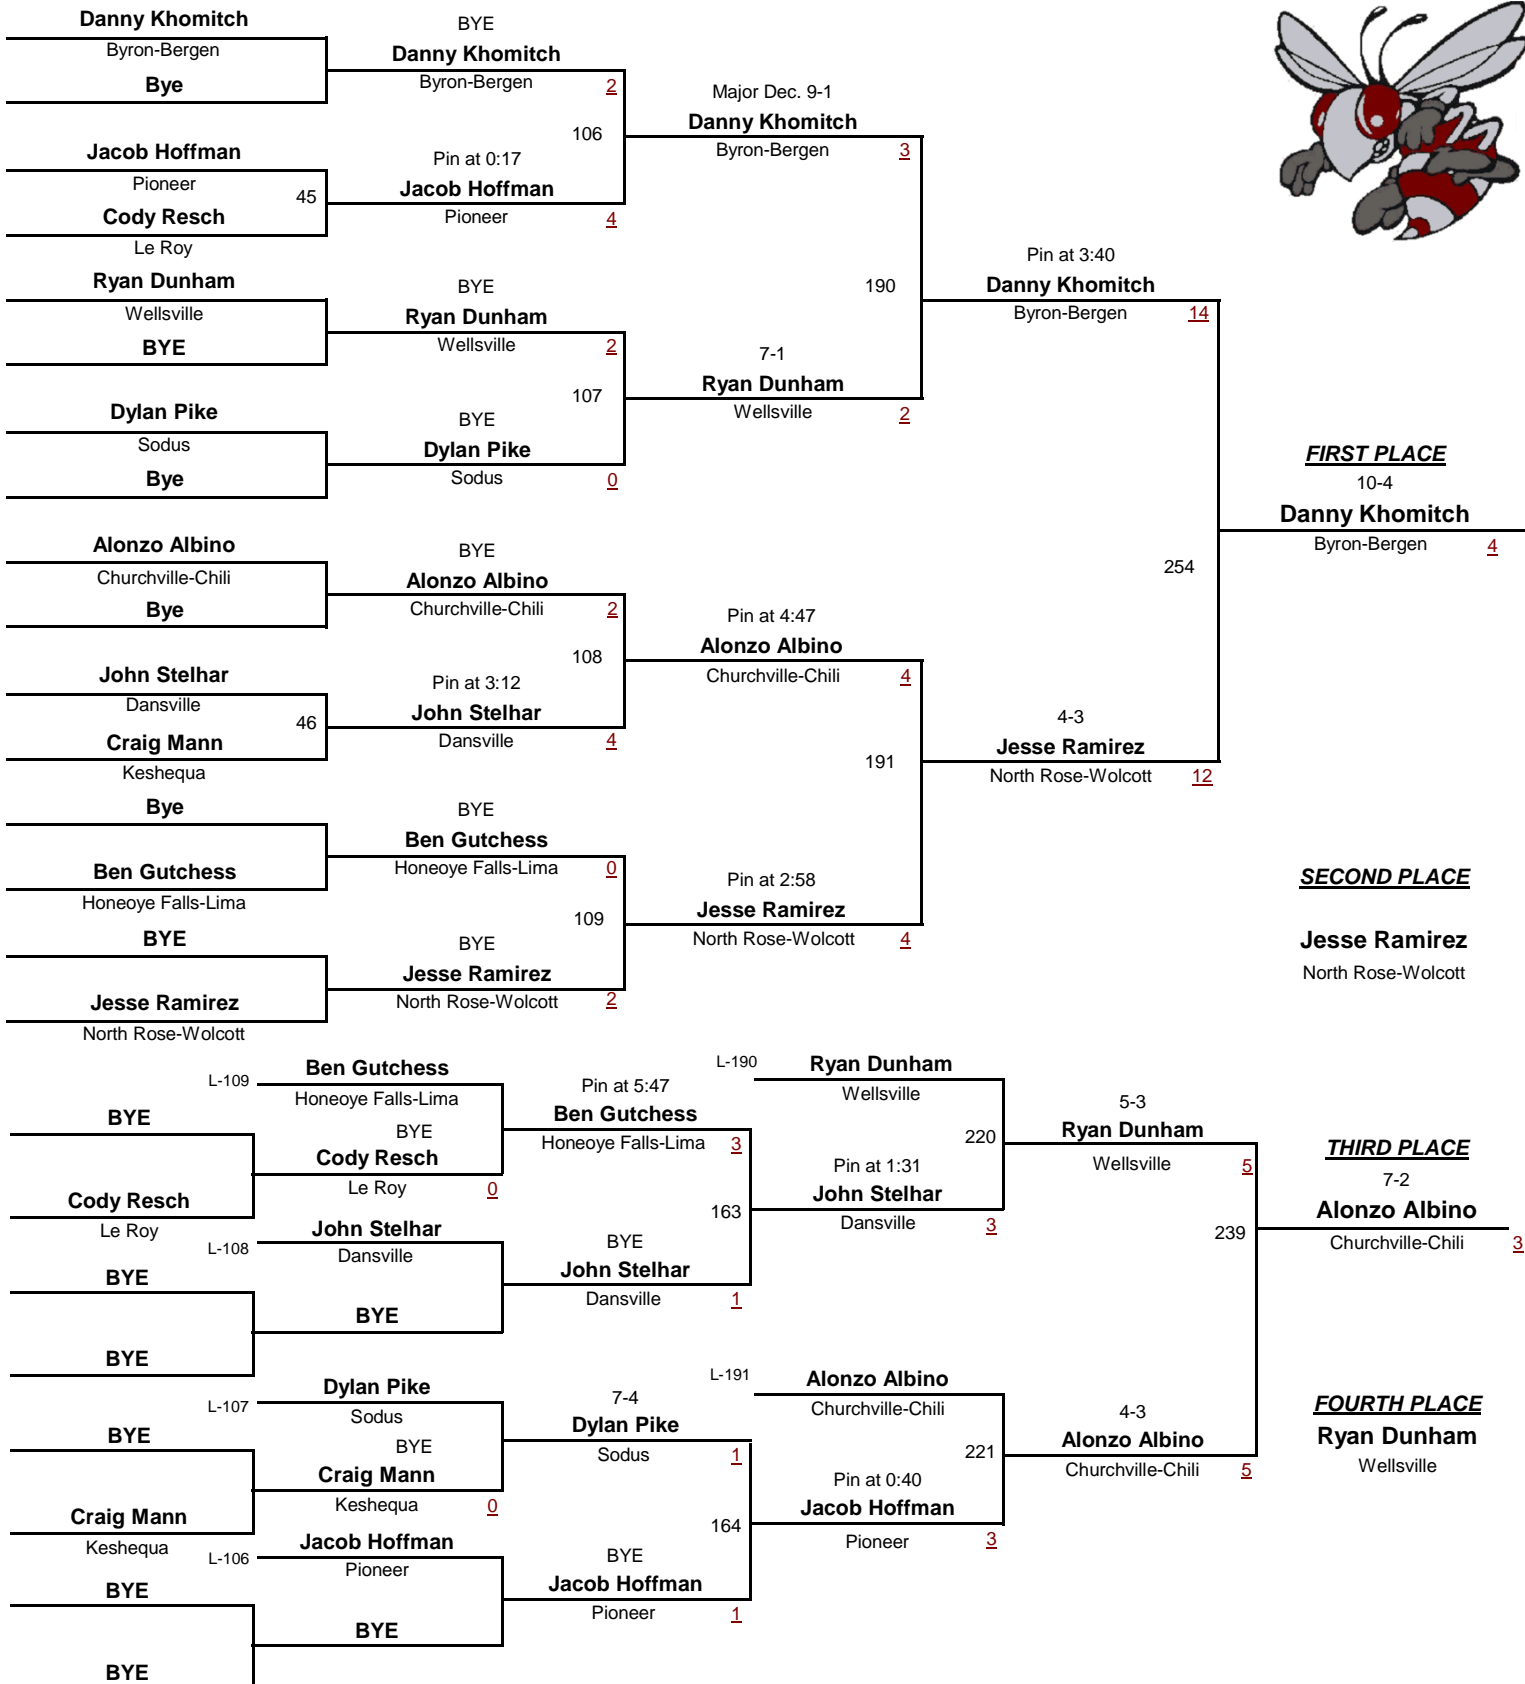 Danny Khomitch
Byron-Bergen
Bye
Jacob Hoffman
Pioneer
45
Cody Resch
Le Roy
Ryan Dunham
Wellsville
BYE
Dylan Pike
Sodus
Bye
Alonzo Albino
Churchville-Chili
Bye
John Stelhar
Dansville
46
Craig Mann
Keshequa
Bye
Ben Gutchess
Honeoye Falls-Lima
BYE
Jesse Ramirez
North Rose-Wolcott
BYE
Danny Khomitch
Byron-Bergen 2
106
Pin at 0:17
Jacob Hoffman
Pioneer 4
BYE
Ryan Dunham
Wellsville 2
107
BYE
Dylan Pike
Sodus 0
BYE
Alonzo Albino
Churchville-Chili 2
108
Pin at 3:12
John Stelhar
Dansville 4
BYE
Ben Gutchess
Honeoye Falls-Lima 0
109
BYE
Jesse Ramirez
North Rose-Wolcott 2
Major Dec. 9-1
Danny Khomitch
Byron-Bergen 3
190
7-1
Ryan Dunham
Wellsville 2
Pin at 4:47
Alonzo Albino
Churchville-Chili 4
191
Pin at 2:58
Jesse Ramirez
North Rose-Wolcott 4
Pin at 3:40
Danny Khomitch
Byron-Bergen 14
254
4-3
Jesse Ramirez
North Rose-Wolcott 12
FIRST PLACE
10-4
Danny Khomitch
Byron-Bergen 4
SECOND PLACE
Jesse Ramirez
North Rose-Wolcott
BYE
Cody Resch
Le Roy
BYE
BYE
BYE
Craig Mann
Keshequa
BYE
BYE
L-109
Ben Gutchess
Honeoye Falls-Lima
BYE
Cody Resch
Le Roy 0
L-108
John Stelhar
Dansville
BYE
L-107
Dylan Pike
Sodus
BYE
Craig Mann
Keshequa 0
L-106
Jacob Hoffman
Pioneer
BYE
Pin at 5:47
Ben Gutchess
Honeoye Falls-Lima 3
163
BYE
John Stelhar
Dansville 1
7-4
Dylan Pike
Sodus 1
164
BYE
Jacob Hoffman
Pioneer 1
L-190
Ryan Dunham
Wellsville
220
Pin at 1:31
John Stelhar
Dansville 3
L-191
Alonzo Albino
Churchville-Chili
221
Pin at 0:40
Jacob Hoffman
Pioneer 3
5-3
Ryan Dunham
Wellsville 5
239
4-3
Alonzo Albino
Churchville-Chili 5
THIRD PLACE
7-2
Alonzo Albino
Churchville-Chili 3
FOURTH PLACE
Ryan Dunham
Wellsville